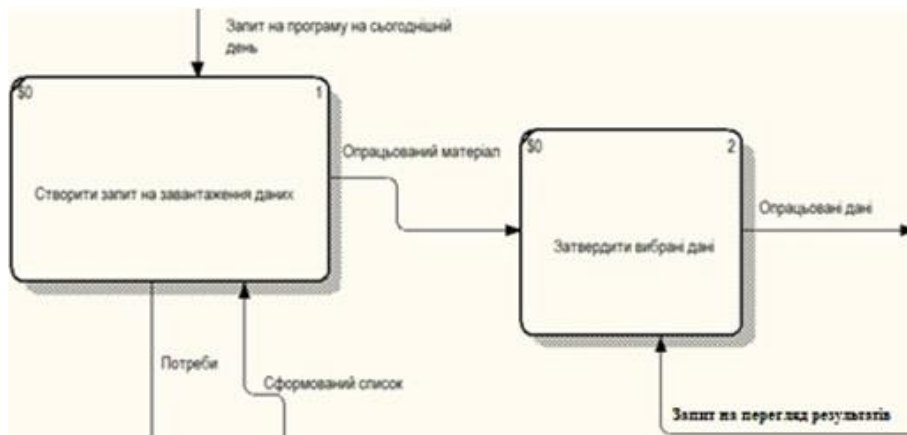 Запит на програму на сьогоднішній
день
$0
1
Створити запит на завантаження даних
Опрацьований матеріал
$0
2
Затвердити вибрані дані
Опрацьовані дані
Потреби
Сформований список
Запит на перегляд результатів